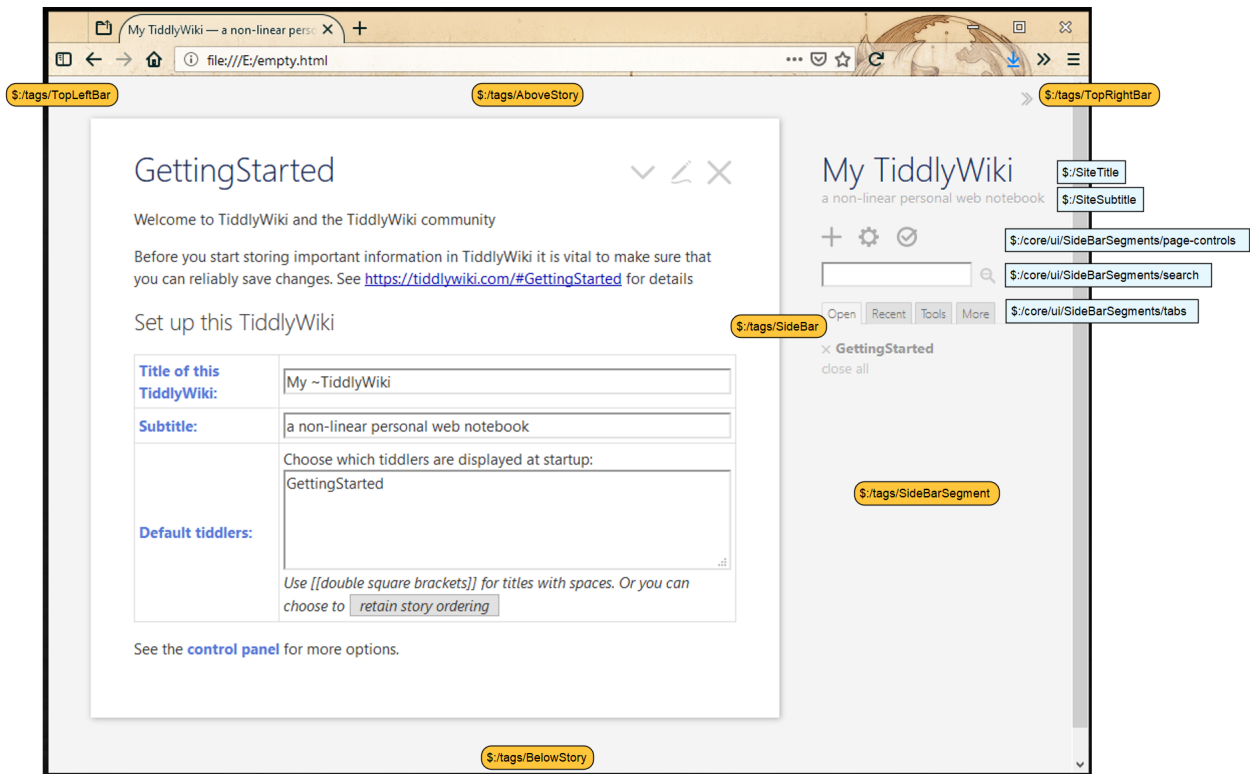 My TiddlyWiki — a non-linear perso
file:///E:/empty.html
$:/tags/TopLeftBar
$:/tags/AboveStory
$:/tags/TopRightBar
GettingStarted
Welcome to TiddlyWiki and the TiddlyWiki community
Before you start storing important information in TiddlyWiki it is vital to make sure that
you can reliably save changes. See https://tiddlywiki.com/#GettingStarted for details
Set up this TiddlyWiki
Title of this
TiddlyWiki:
My ~TiddlyWiki
Subtitle:
a non-linear personal web notebook
Default tiddlers:
Choose which tiddlers are displayed at startup:
GettingStarted
Use [[double square brackets]] for titles with spaces. Or you can
choose to retain story ordering
See the control panel for more options.
My TiddlyWiki
$:/SiteTitle
a non-linear personal web notebook
$:/SiteSubtitle
$:/core/ui/SideBarSegments/page-controls
$:/core/ui/SideBarSegments/search
$:/tags/SideBar
Open Recent Tools More
$:/core/ui/SideBarSegments/tabs
GettingStarted
close all
$:/tags/SideBarSegment
$:/tags/BelowStory